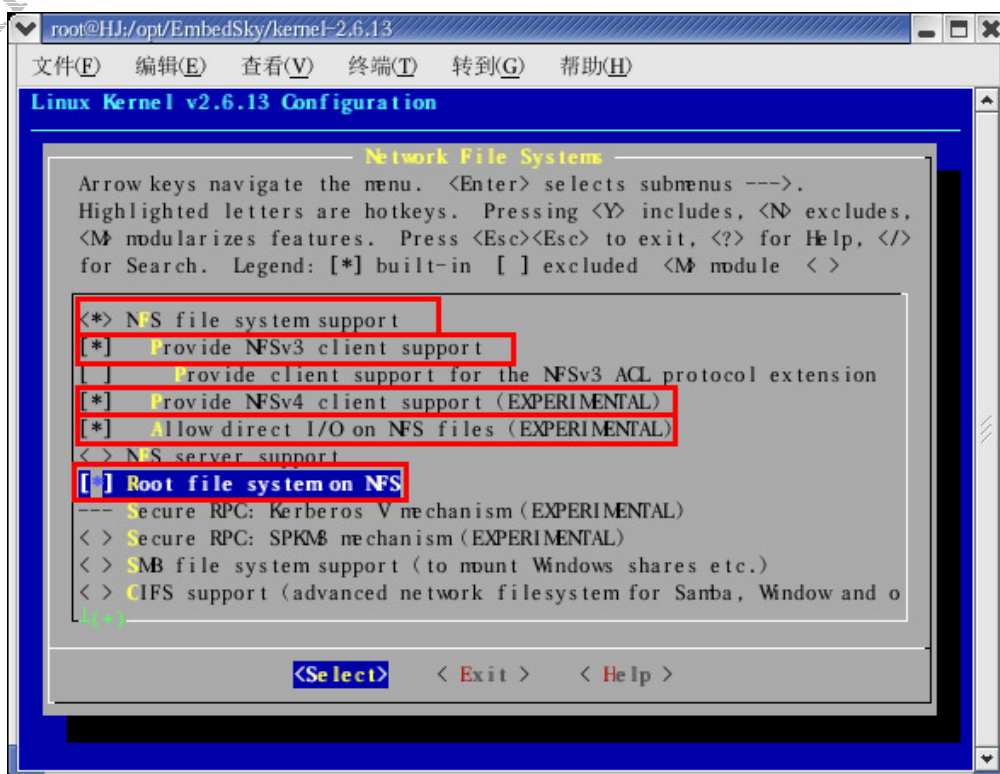 root@HJ:/opt/EmbedSky/kernel-2.6.13
文件(F) 编辑(E) 查看(V) 终端(T) 转到(G) 帮助(H)
Linux Kernel v2.6.13 Configuration
Network File Systems
Arrow keys navigate the menu. <Enter> selects submenus --->.
Highlighted letters are hotkeys. Pressing <Y> includes, <N> excludes,
<M> modularizes features. Press <Esc><Esc> to exit, <?> for Help, </>
for Search. Legend: [*] built-in [ ] excluded <M> module < >
<*> NFS file system support
[*] Provide NFSv3 client support
[ ] Provide client support for the NFSv3 ACL protocol extension
[*] Provide NFSv4 client support (EXPERIMENTAL)
[*] Allow direct I/O on NFS files (EXPERIMENTAL)
< > NFS server support
[*] Root file system on NFS
--- Secure RPC: Kerberos V mechanism (EXPERIMENTAL)
< > Secure RPC: SPKM3 mechanism (EXPERIMENTAL)
< > SMB file system support (to mount Windows shares etc.)
< > CIFS support (advanced network filesystem for Samba, Window and o
(+)
<Select> < Exit > < Help >